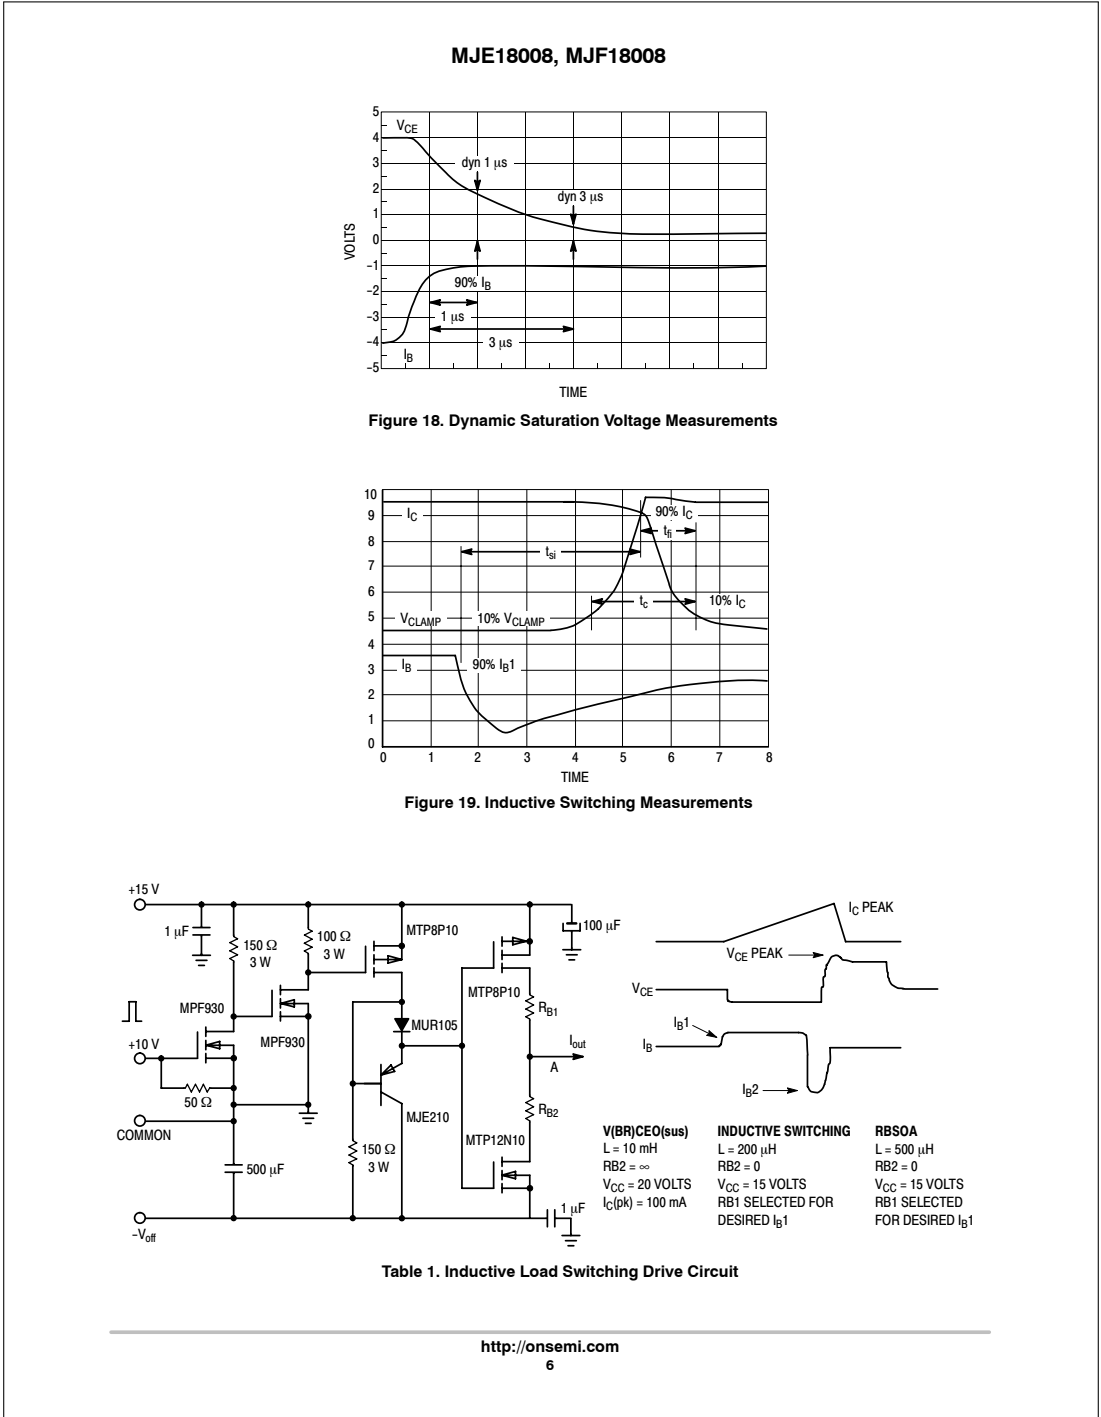 MJE18008, MJF18008
5
4
3
2
1
0
−1
−2
−3
−4
−5
VOLTS
VCE
dyn 1 μs
dyn 3 μs
90% IB
1 μs
3 μs
IB
TIME
Figure 18. Dynamic Saturation Voltage Measurements
10
9
8
7
6
5
4
3
2
1
0
IC
90% IC
tfi
tsi
tc
10% IC
VCLAMP
10% VCLAMP
IB
90% IB1
0 1 2 3 4 5 6 7 8
TIME
Figure 19. Inductive Switching Measurements
+15 V
1 μF
150 Ω
3 W
100 Ω
3 W
MTP8P10
100 μF
MTP8P10
MPF930
MPF930
+10 V
50 Ω
COMMON
500 μF
MUR105
MJE210
150 Ω
3 W
RB1
Iout
A
RB2
MTP12N10
1 μF
−Voff
IC PEAK
VCE PEAK
VCE
IB1
IB
IB2
V(BR)CEO(sus)
L = 10 mH
RB2 = ∞
VCC = 20 VOLTS
IC(pk) = 100 mA
INDUCTIVE SWITCHING
L = 200 μH
RB2 = 0
VCC = 15 VOLTS
RB1 SELECTED FOR
DESIRED IB1
RBSOA
L = 500 μH
RB2 = 0
VCC = 15 VOLTS
RB1 SELECTED
FOR DESIRED IB1
Table 1. Inductive Load Switching Drive Circuit
http://onsemi.com
6